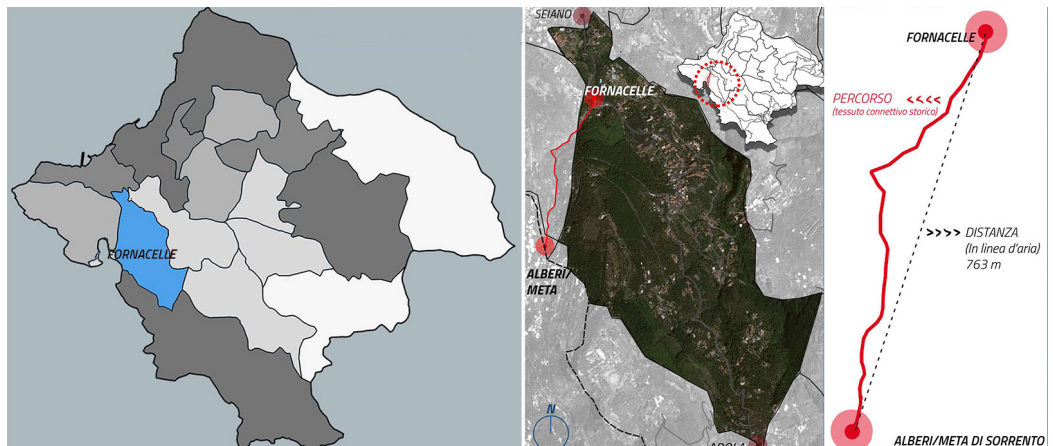 FORNACELLE
SEIANO
FORNACELLE
ALBERI/
META
N
FORNACELLE
PERCORSO <<<<
(tessuto connettivo storico)
>>>> DISTANZA
(In linea d'aria)
763 m
ALBERI/META DI SORRENTO